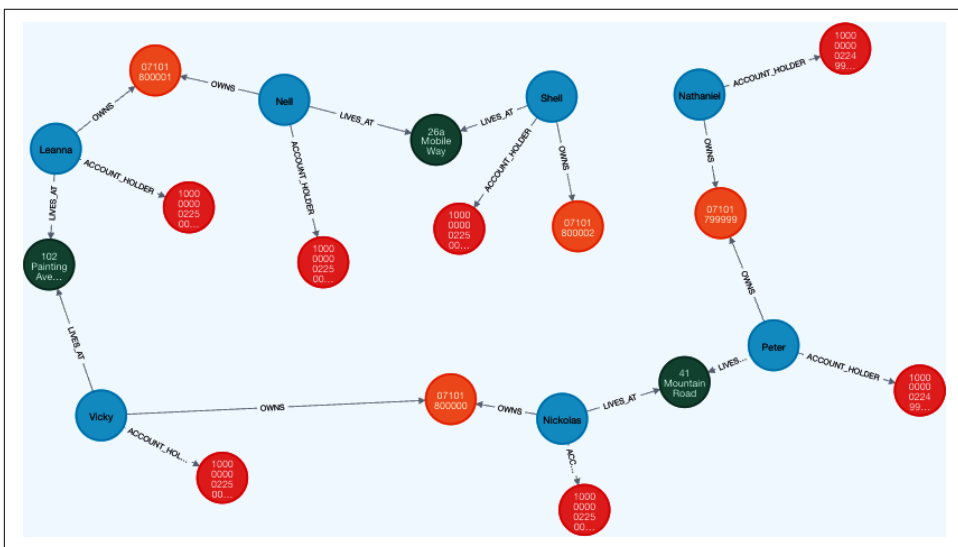 1000
0000
0224
99...
ACCOUNT_HOLDER
07101
800001
OWNS
Nell
Shell
Nathaniel
OWNS
LIVES_AT
LIVES_AT
26a
Mobile
Way
Leanna
ACCOUNT_HOLDER
LIVES_AT
ACCOUNT_HOLDER
ACCOUNT_HOLDER
OWNS
OWNS
1000
0000
0225
00...
1000
0000
0225
00...
07101
800002
07101
799999
102
Painting
Ave...
1000
0000
0225
00...
OWNS
LIVES_AT
Peter
LIVES...
ACCOUNT_HOLDER
41
Mountain
Road
1000
0000
0224
99...
Vicky
OWNS
07101
800000
OWNS
Nickolas
LIVES_AT
ACCOUNT_HOL...
ACC...
1000
0000
0225
00...
1000
0000
0225
00...